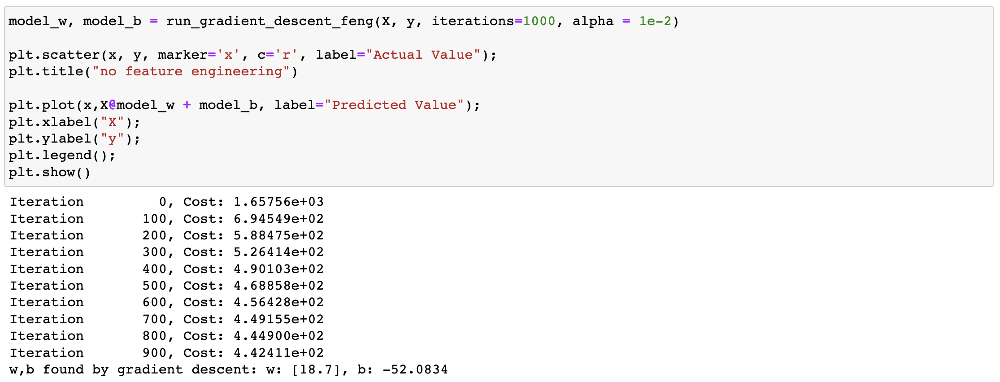 model_w, model_b = run_gradient_descent_feng(X, y, iterations=1000, alpha = 1e-2)
plt.scatter(x, y, marker='x', c='r', label="Actual Value");
plt.title("no feature engineering")
plt.plot(x,X@model_w + model_b, label="Predicted Value");
plt.xlabel("X");
plt.ylabel("y");
plt.legend();
plt.show()
Iteration         0, Cost: 1.65756e+03
Iteration       100, Cost: 6.94549e+02
Iteration       200, Cost: 5.88475e+02
Iteration       300, Cost: 5.26414e+02
Iteration       400, Cost: 4.90103e+02
Iteration       500, Cost: 4.68858e+02
Iteration       600, Cost: 4.56428e+02
Iteration       700, Cost: 4.49155e+02
Iteration       800, Cost: 4.44900e+02
Iteration       900, Cost: 4.42411e+02
w,b found by gradient descent: w: [18.7], b: -52.0834